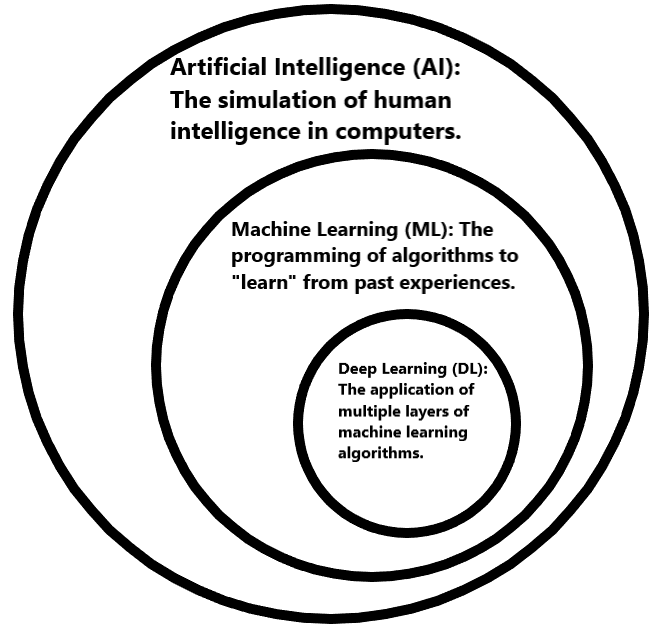 Artificial Intelligence (AI):
The simulation of human
intelligence in computers.
Machine Learning (ML): The
programming of algorithms to
"learn" from past experiences.
Deep Learning (DL):
The application of
multiple layers of
machine learning
algorithms.